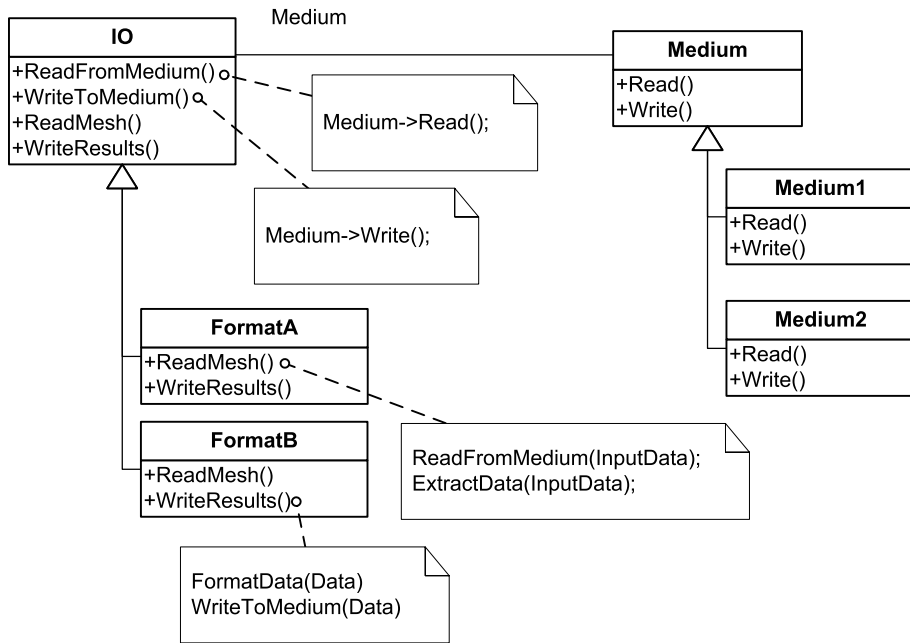 Medium
IO
+ReadFromMedium()
+WriteToMedium()
+ReadMesh()
+WriteResults()
Medium
+Read()
+Write()
Medium->Read();
Medium->Write();
Medium1
+Read()
+Write()
Medium2
+Read()
+Write()
FormatA
+ReadMesh()
+WriteResults()
FormatB
+ReadMesh()
+WriteResults()
ReadFromMedium(InputData);
ExtractData(InputData);
FormatData(Data)
WriteToMedium(Data)